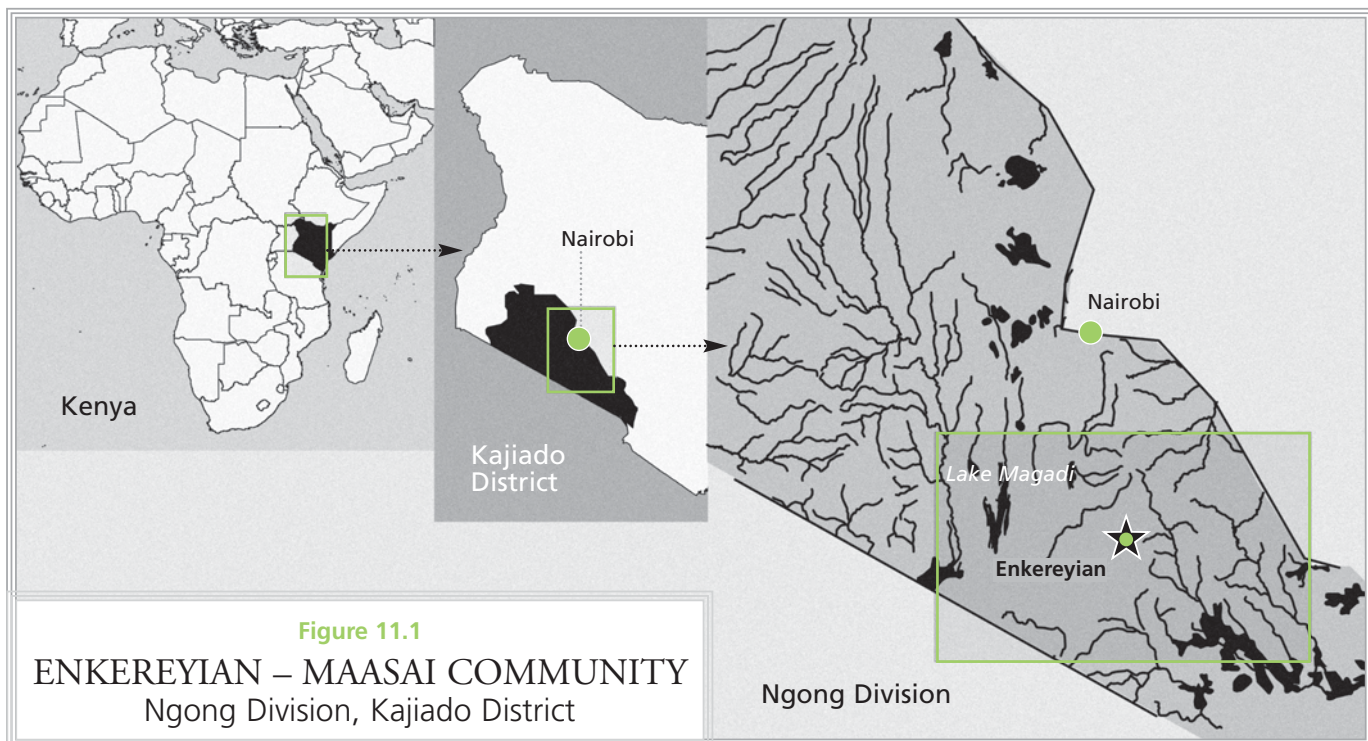 Kenya
Nairobi
Kajiado
District
Nairobi
Lake Magadi
Enkereyian
Ngong Division
Figure 11.1
ENKEREYIAN – MAASAI COMMUNITY
Ngong Division, Kajiado District